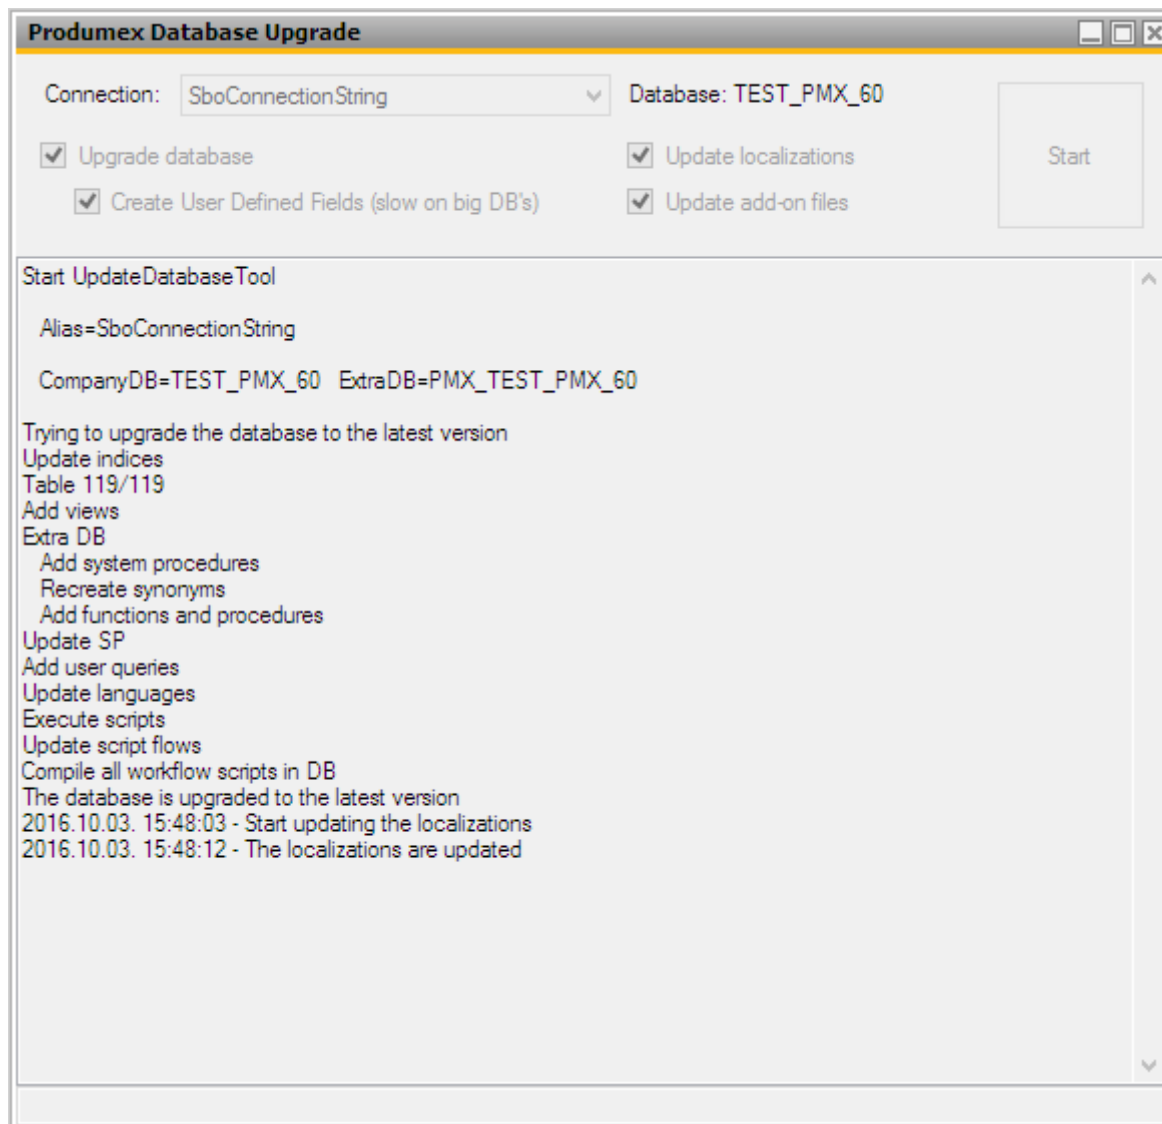 Produmex Database Upgrade
Connection: SboConnectionString Database: TEST_PMX_60
Upgrade database Update localizations Start
Create User Defined Fields (slow on big DB's) Update add-on files
Start UpdateDatabaseTool
Alias=SboConnectionString
CompanyDB=TEST_PMX_60 ExtraDB=PMX_TEST_PMX_60
Trying to upgrade the database to the latest version
Update indices
Table 119/119
Add views
Extra DB
Add system procedures
Recreate synonyms
Add functions and procedures
Update SP
Add user queries
Update languages
Execute scripts
Update script flows
Compile all workflow scripts in DB
The database is upgraded to the latest version
2016.10.03. 15:48:03 - Start updating the localizations
2016.10.03. 15:48:12 - The localizations are updated